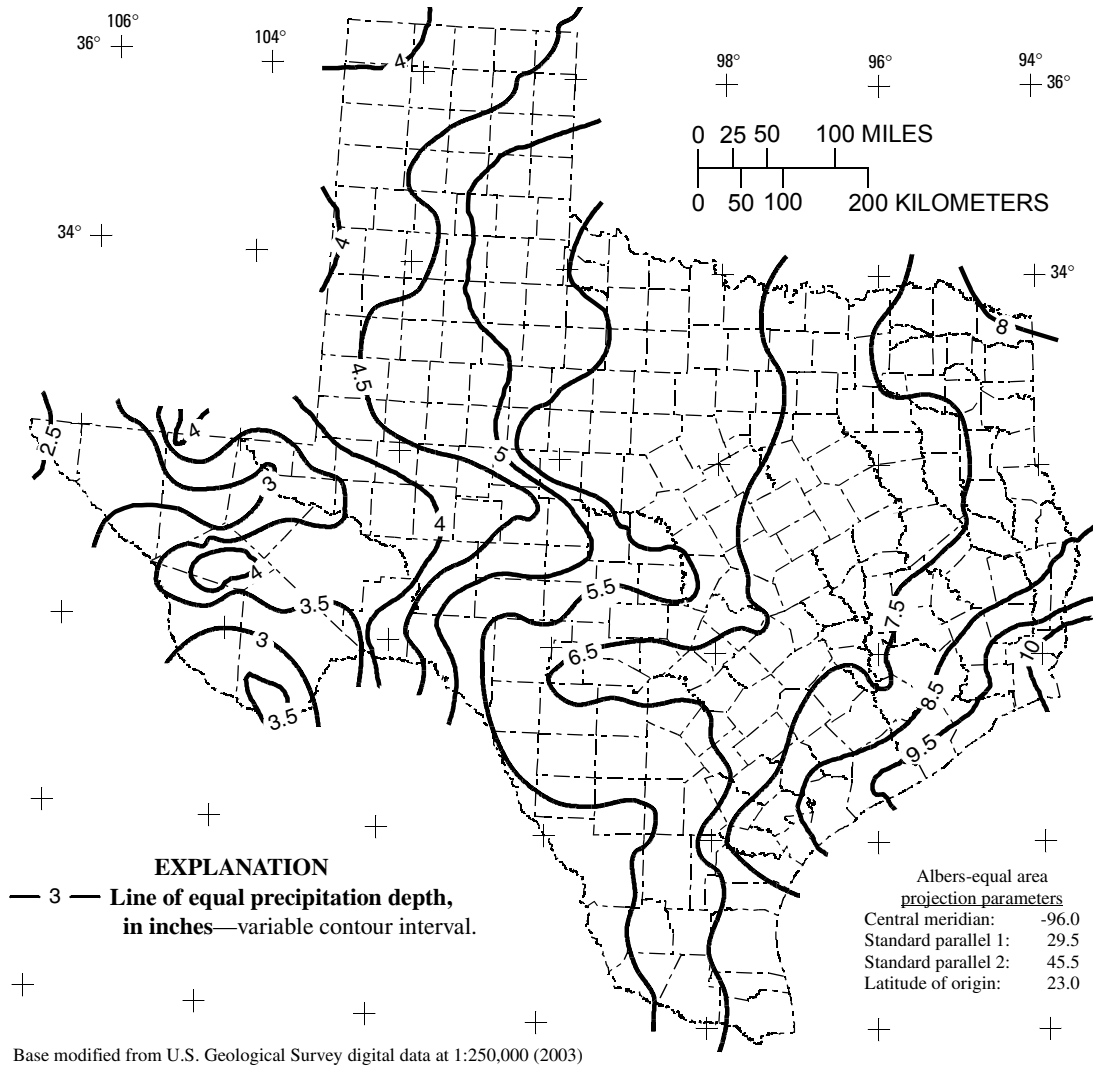 106°
36°
104°
98°
96°
94°
36°
0 25 50 100 MILES
0 50 100 200 KILOMETERS
34°
34°
4
4
8
4.5
2.5
4
3
5
4
4
5.5
3.5
7.5
3
6.5
10
3.5
8.5
9.5
EXPLANATION
3 Line of equal precipitation depth,
in inches—variable contour interval.
Albers-equal area
projection parameters
Central meridian: -96.0
Standard parallel 1: 29.5
Standard parallel 2: 45.5
Latitude of origin: 23.0
Base modified from U.S. Geological Survey digital data at 1:250,000 (2003)